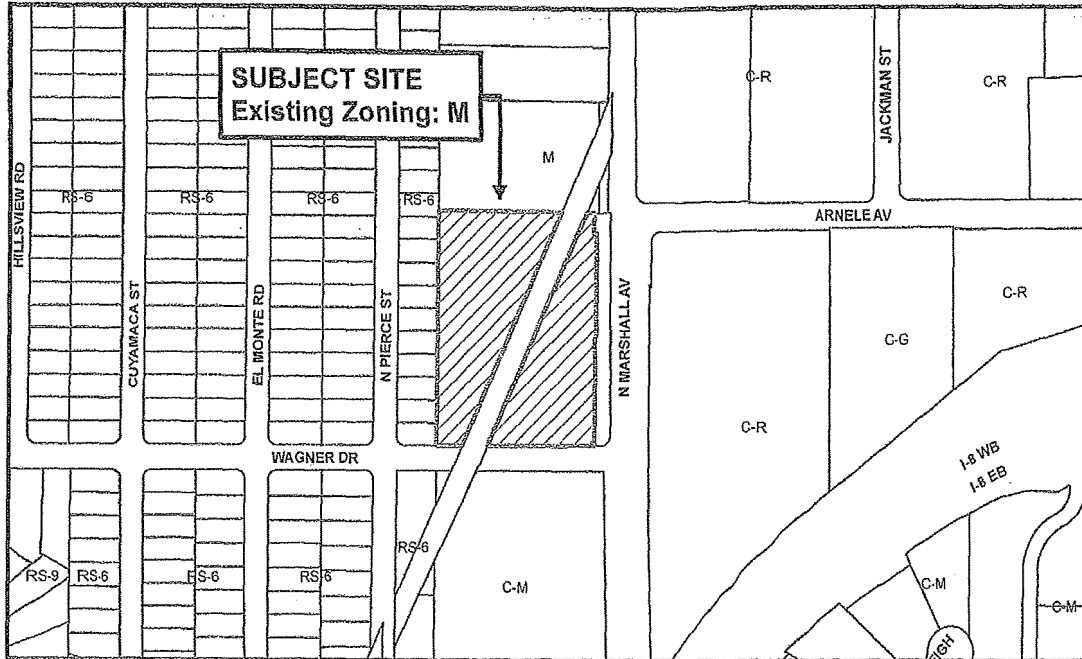 SUBJECT SITE
Existing Zoning: M
HILLSVIEW RD
CUYAMACA ST
EL MONTE RD
N PIERCE ST
N MARSHALL AV
JACKMAN ST
C-R
C-R
M
RS-6
RS-6
RS-6
RS-6
ARNELE AV
C-R
C-G
C-R
WAGNER DR
I-8 WB
I-8 EB
RS-9
RS-6
RS-6
RS-6
RS-6
C-M
C-M
C-M